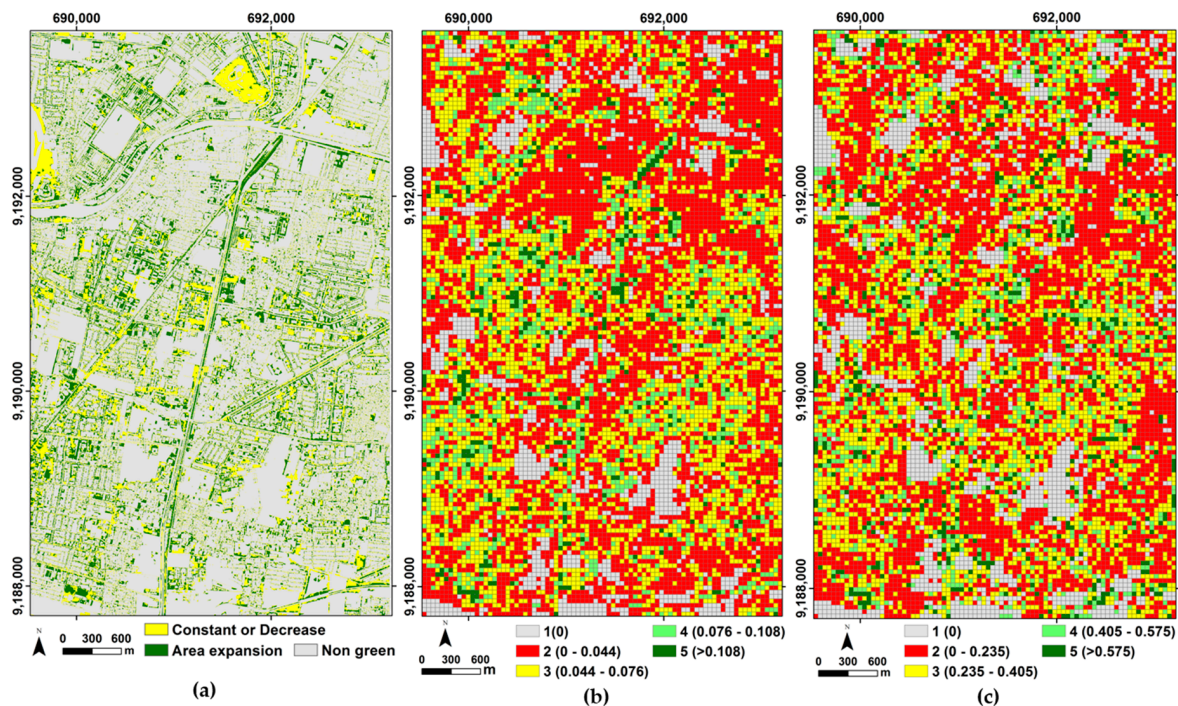 690,000 692,000
690,000 692,000
690,000 692,000
9,192,000
9,190,000
9,188,000
9,192,000
9,190,000
9,188,000
9,192,000
9,190,000
9,188,000
N
0 300 600
m
Constant or Decrease
Area expansion
Non green
(a)
N
0 300 600
m
1(0)
2 (0 - 0.044)
3 (0.044 - 0.076)
4 (0.076 - 0.108)
5 (>0.108)
(b)
N
0 300 600
m
1 (0)
2 (0 - 0.235)
3 (0.235 - 0.405)
4 (0.405 - 0.575)
5 (>0.575)
(c)